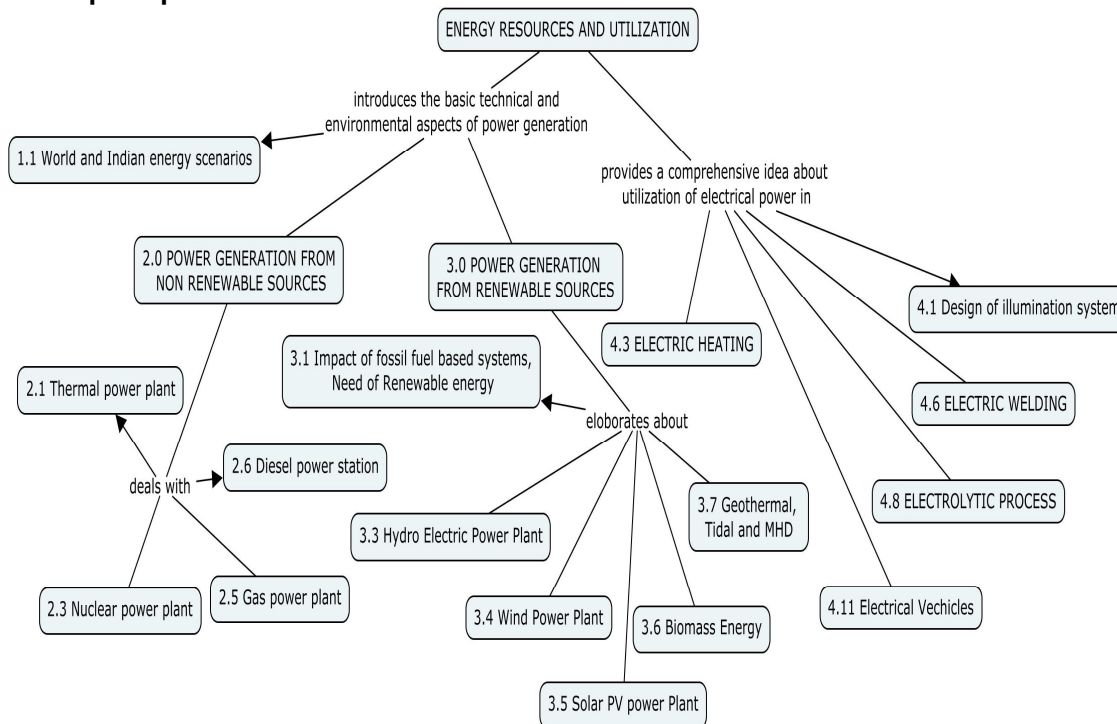 ENERGY RESOURCES AND UTILIZATION
introduces the basic technical and
environmental aspects of power generation
1.1 World and Indian energy scenarios
provides a comprehensive idea about
utilization of electrical power in
2.0 POWER GENERATION FROM
NON RENEWABLE SOURCES
3.0 POWER GENERATION
FROM RENEWABLE SOURCES
4.1 Design of illumination system
4.3 ELECTRIC HEATING
3.1 Impact of fossil fuel based systems,
Need of Renewable energy
2.1 Thermal power plant
4.6 ELECTRIC WELDING
eloborates about
2.6 Diesel power station
deals with
4.8 ELECTROLYTIC PROCESS
3.7 Geothermal,
Tidal and MHD
3.3 Hydro Electric Power Plant
2.5 Gas power plant
2.3 Nuclear power plant
4.11 Electrical Vechicles
3.4 Wind Power Plant
3.6 Biomass Energy
3.5 Solar PV power Plant